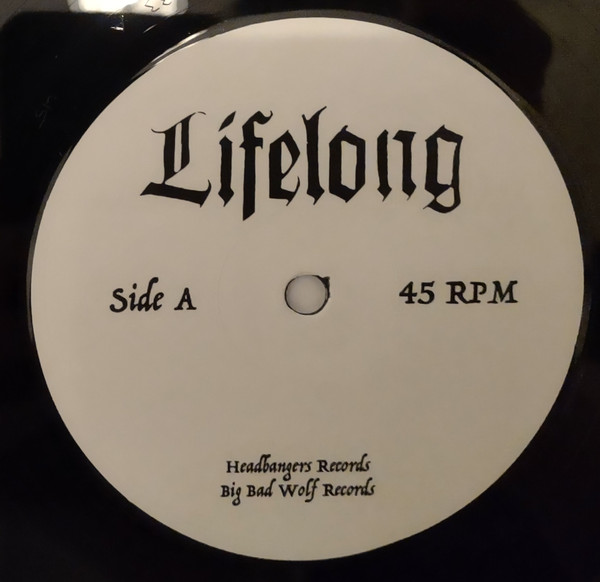 Lifelong
Side A
45 RPM
Headbangers Records
Big Bad Wolf Records